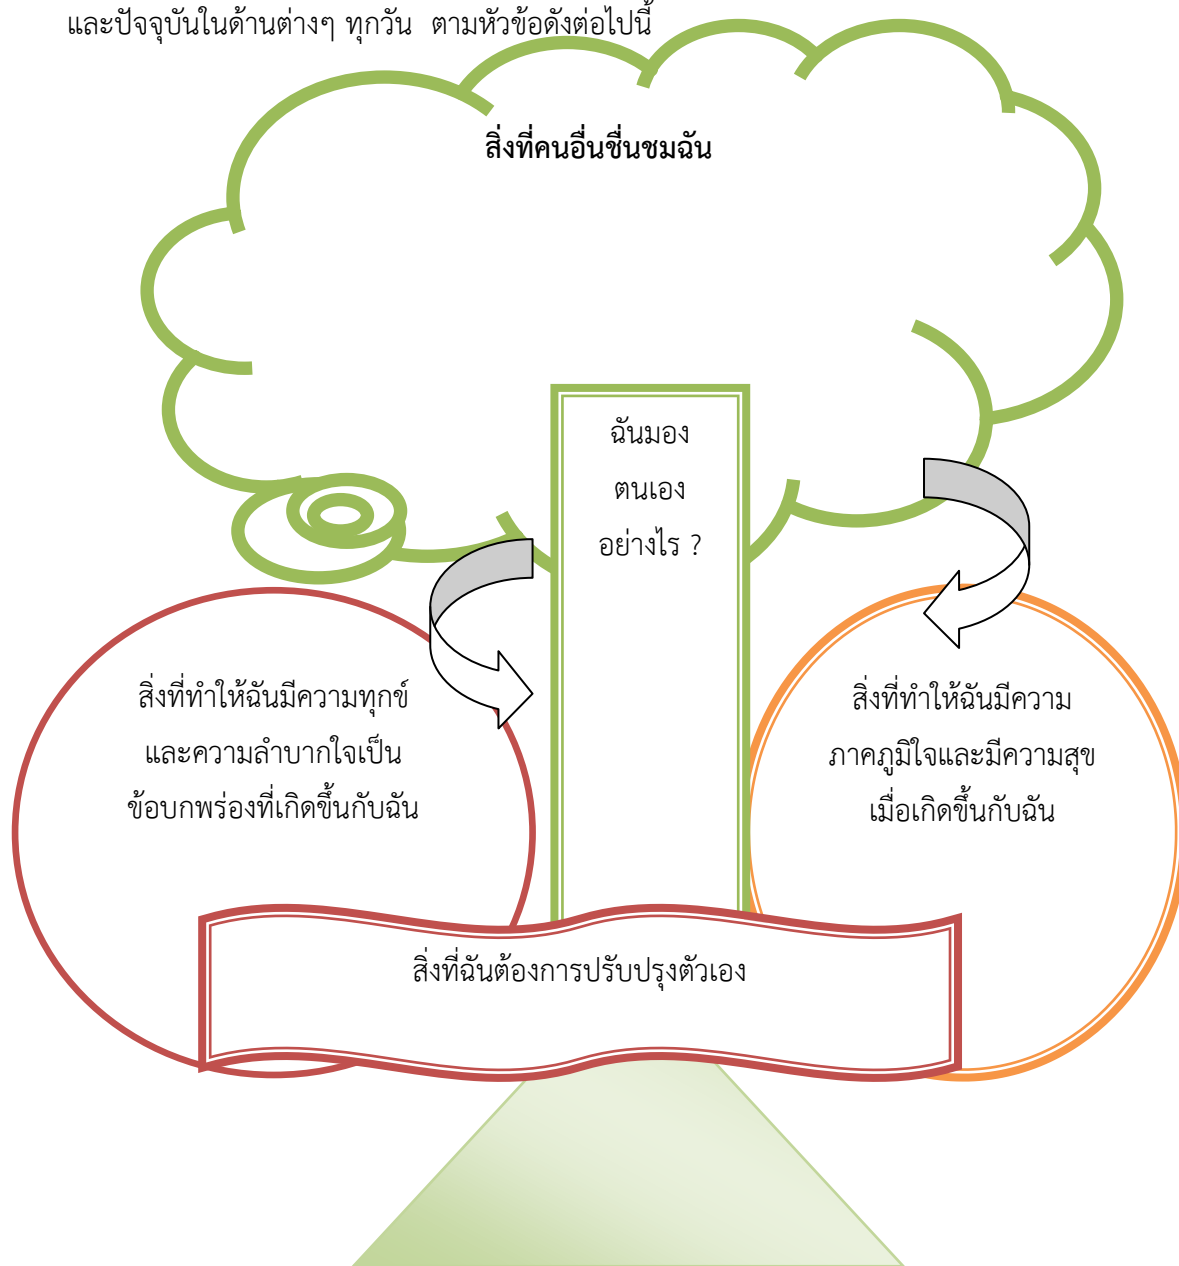 และปัจจุบันในด้านต่างๆ ทุกวัน ตามหัวข้อดังต่อไปนี้
สิ่งที่คนอื่นชื่นชมฉัน
ฉันมอง
ตนเอง
อย่างไร ?
สิ่งที่ทำให้ฉันมีความทุกข์
และความลำบากใจเป็น
ข้อบกพร่องที่เกิดขึ้นกับฉัน
สิ่งที่ทำให้ฉันมีความ
ภาคภูมิใจและมีความสุข
เมื่อเกิดขึ้นกับฉัน
สิ่งที่ฉันต้องการปรับปรุงตัวเอง